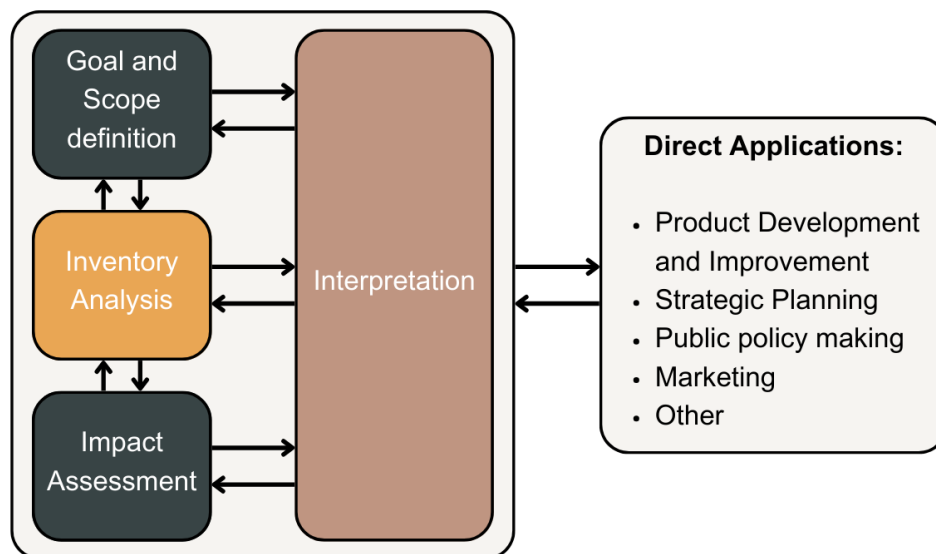 Goal and
Scope
definition
Inventory
Analysis
Impact
Assessment
Interpretation
Direct Applications:
• Product Development
and Improvement
• Strategic Planning
• Public policy making
• Marketing
• Other